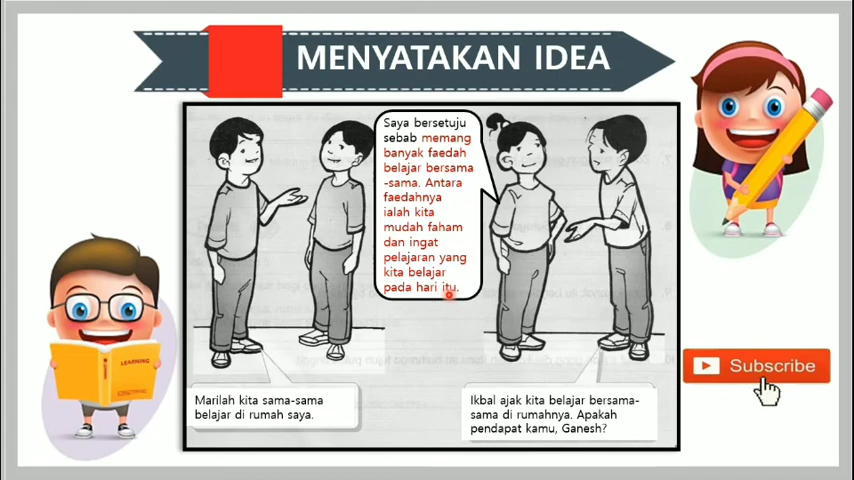 MENYATAKAN IDEA
Saya bersetuju
sebab memang
banyak faedah
belajar bersama
-sama. Antara
faedahnya
ialah kita
mudah faham
dan ingat
pelajaran yang
kita belajar
pada hari itu.
Marilah kita sama-sama
belajar di rumah saya.
Ikbal ajak kita belajar bersama-
sama di rumahnya. Apakah
pendapat kamu, Ganesh?
LEARNING
Subscribe